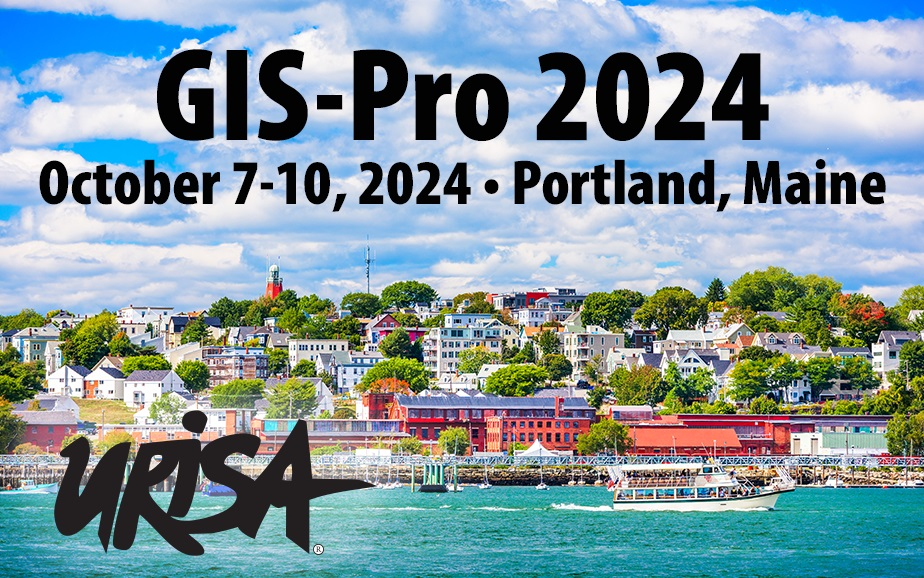 GIS-Pro 2024
October 7-10, 2024 • Portland, Maine
URISA®